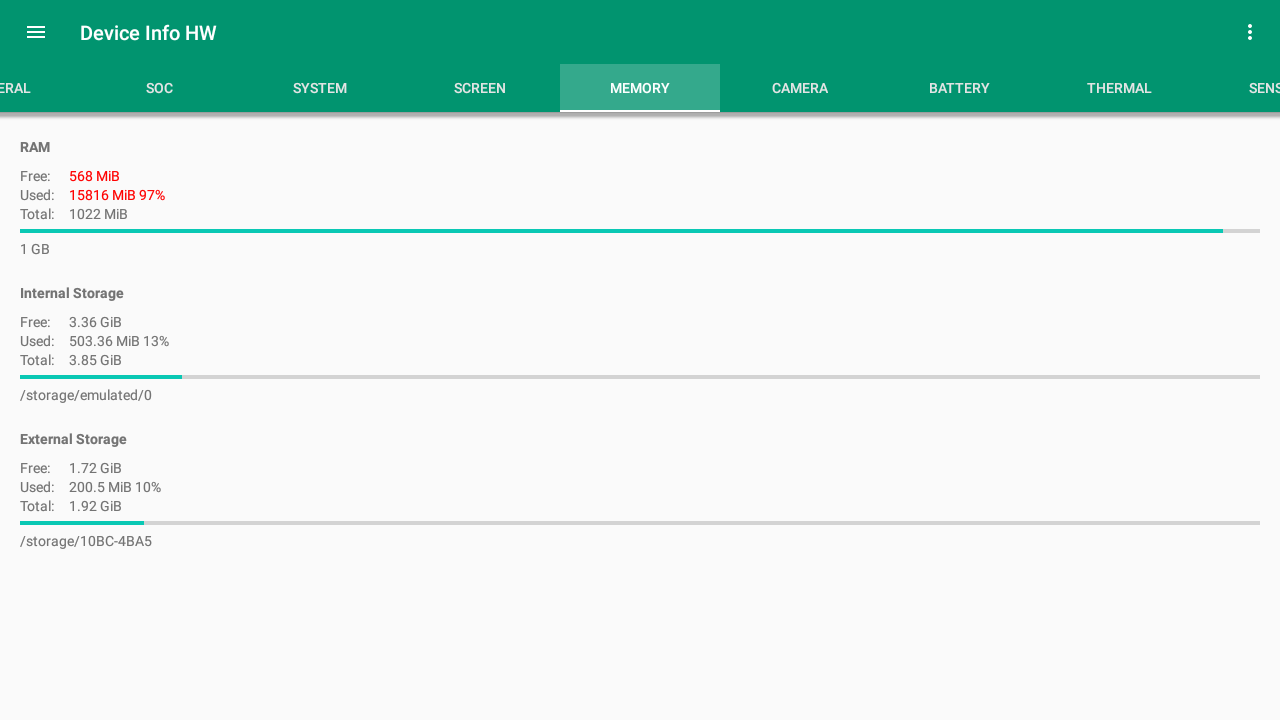 Device Info HW
ERAL SOC SYSTEM SCREEN MEMORY CAMERA BATTERY THERMAL SENS
RAM
Free: 568 MiB
Used: 15816 MiB 97%
Total: 1022 MiB
1 GB
Internal Storage
Free: 3.36 GiB
Used: 503.36 MiB 13%
Total: 3.85 GiB
/storage/emulated/0
External Storage
Free: 1.72 GiB
Used: 200.5 MiB 10%
Total: 1.92 GiB
/storage/10BC-4BA5